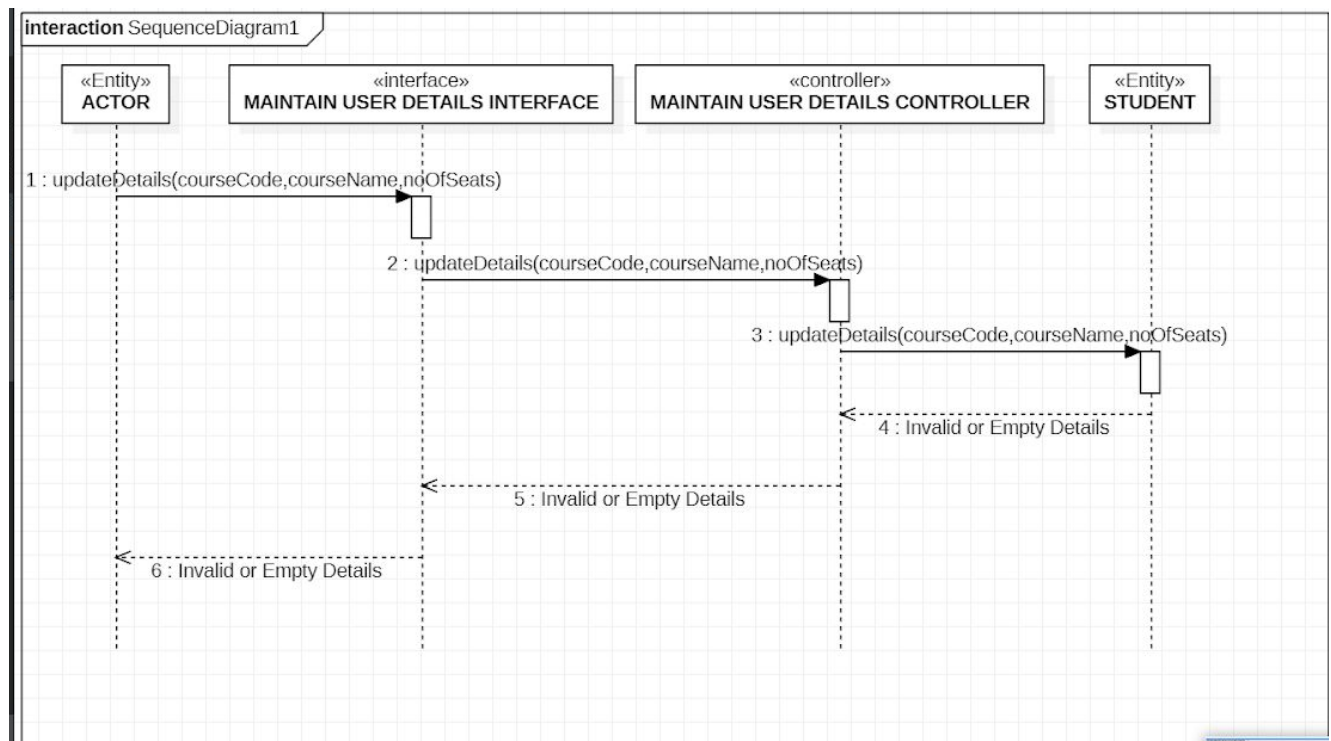 interaction SequenceDiagram1
«Entity»
ACTOR
«interface»
MAINTAIN USER DETAILS INTERFACE
«controller»
MAINTAIN USER DETAILS CONTROLLER
«Entity»
STUDENT
1 : updateDetails(courseCode,courseName,noOfSeats)
2 : updateDetails(courseCode,courseName,noOfSeats)
3 : updateDetails(courseCode,courseName,noOfSeats)
4 : Invalid or Empty Details
5 : Invalid or Empty Details
6 : Invalid or Empty Details